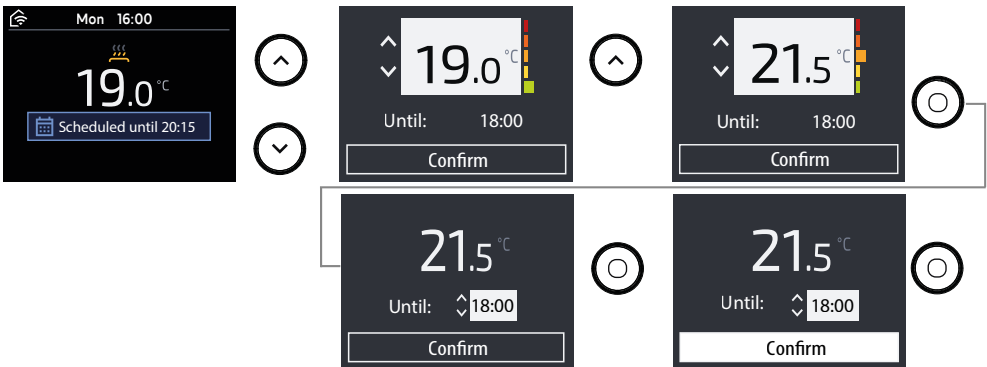 Mon 16:00
19.0 °C
Scheduled until 20:15
19.0 °C
Until: 18:00
Confirm
21.5 °C
Until: 18:00
Confirm
21.5 °C
Until: 18:00
Confirm
21.5 °C
Until: 18:00
Confirm